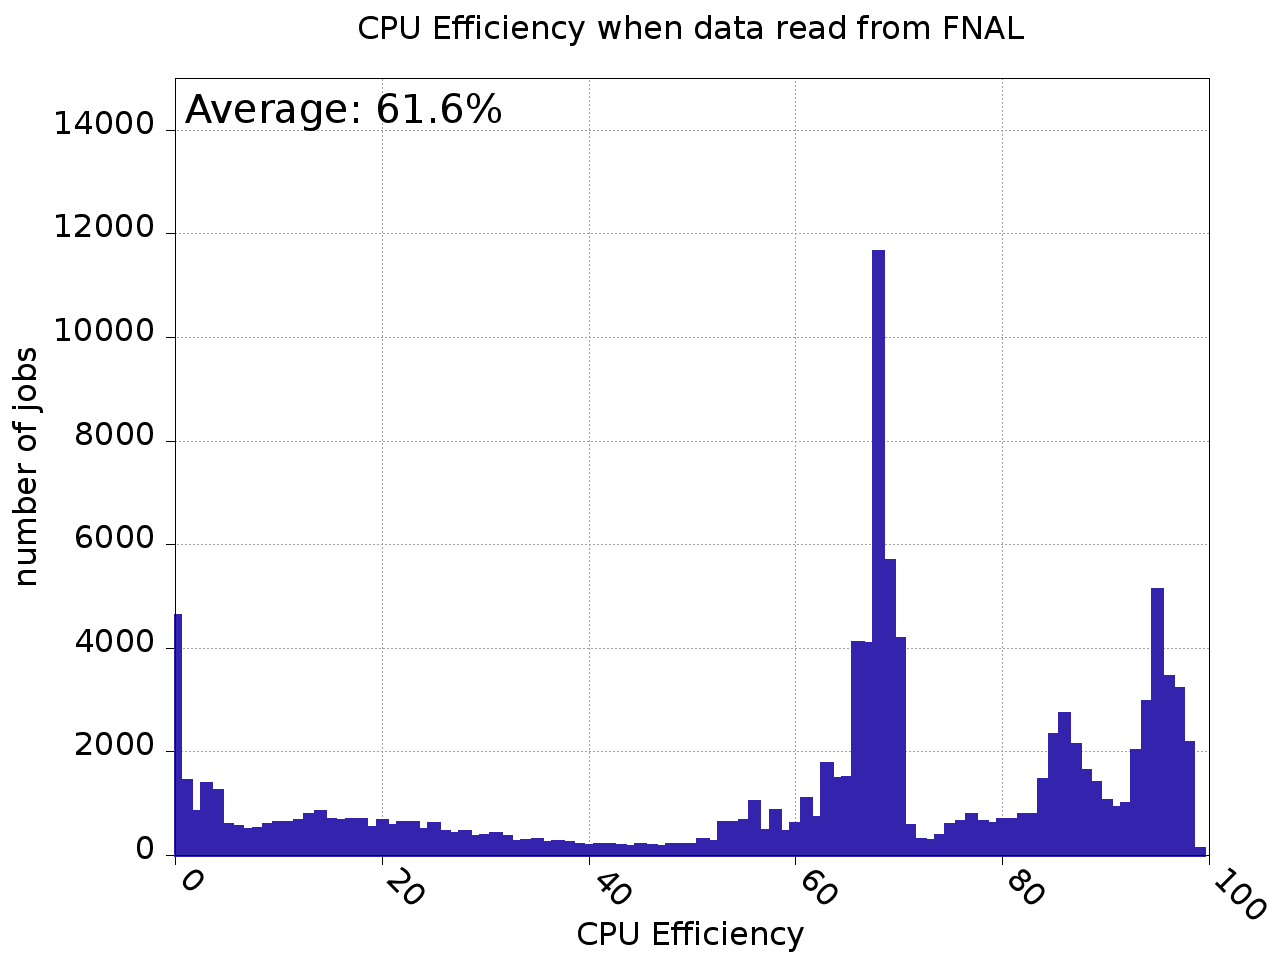 CPU Efficiency when data read from FNAL
Average: 61.6%
14000
12000
10000
8000
6000
4000
2000
0
number of jobs
0 20 40 60 80 100
CPU Efficiency